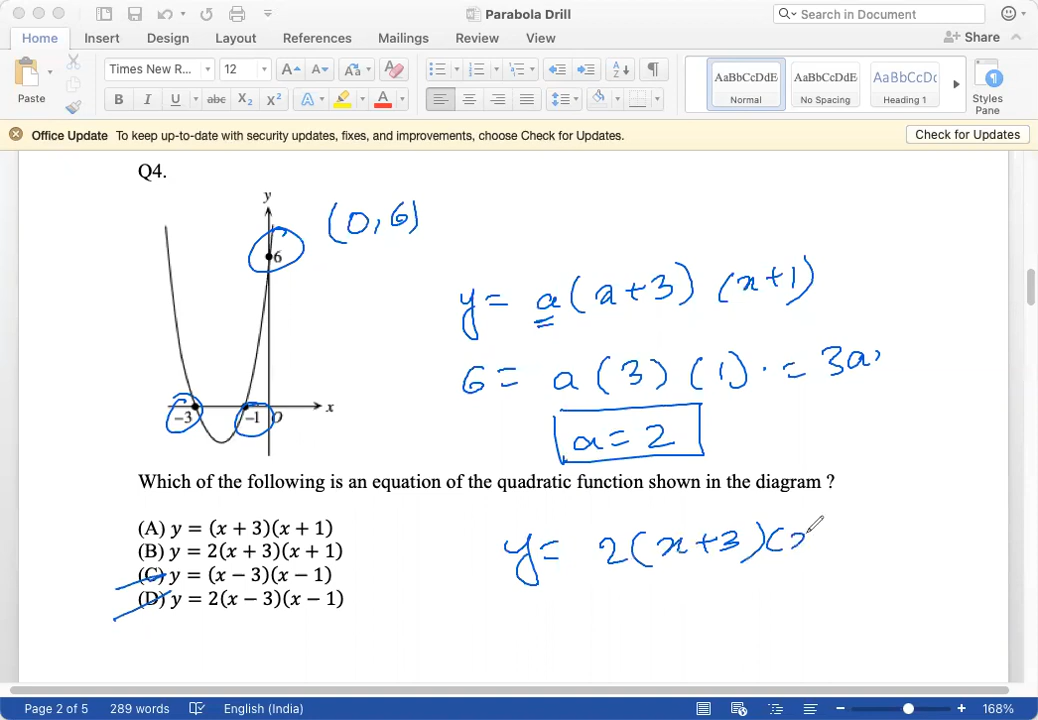 Parabola Drill
Search in Document
Home Insert Design Layout References Mailings Review View
Share
Paste
Times New R... 12
A A Aa A
B I U abc X₂ X² A A
AaBbCcDdE AaBbCcDdE AaBbCcDc
Normal No Spacing Heading 1
Styles Pane
Office Update To keep up-to-date with security updates, fixes, and improvements, choose Check for Updates.
Check for Updates
Q4.
y
6
(0, 6)
-3 -1 O x
y = a(x+3) (x+1)
6 = a (3) (1) . = 3a,
a = 2
Which of the following is an equation of the quadratic function shown in the diagram ?
(A) y = (x + 3)(x + 1)
(B) y = 2(x + 3)(x + 1)
(C) y = (x − 3)(x − 1)
(D) y = 2(x − 3)(x − 1)
y = 2(x+3)(x
Page 2 of 5 289 words English (India) 168%